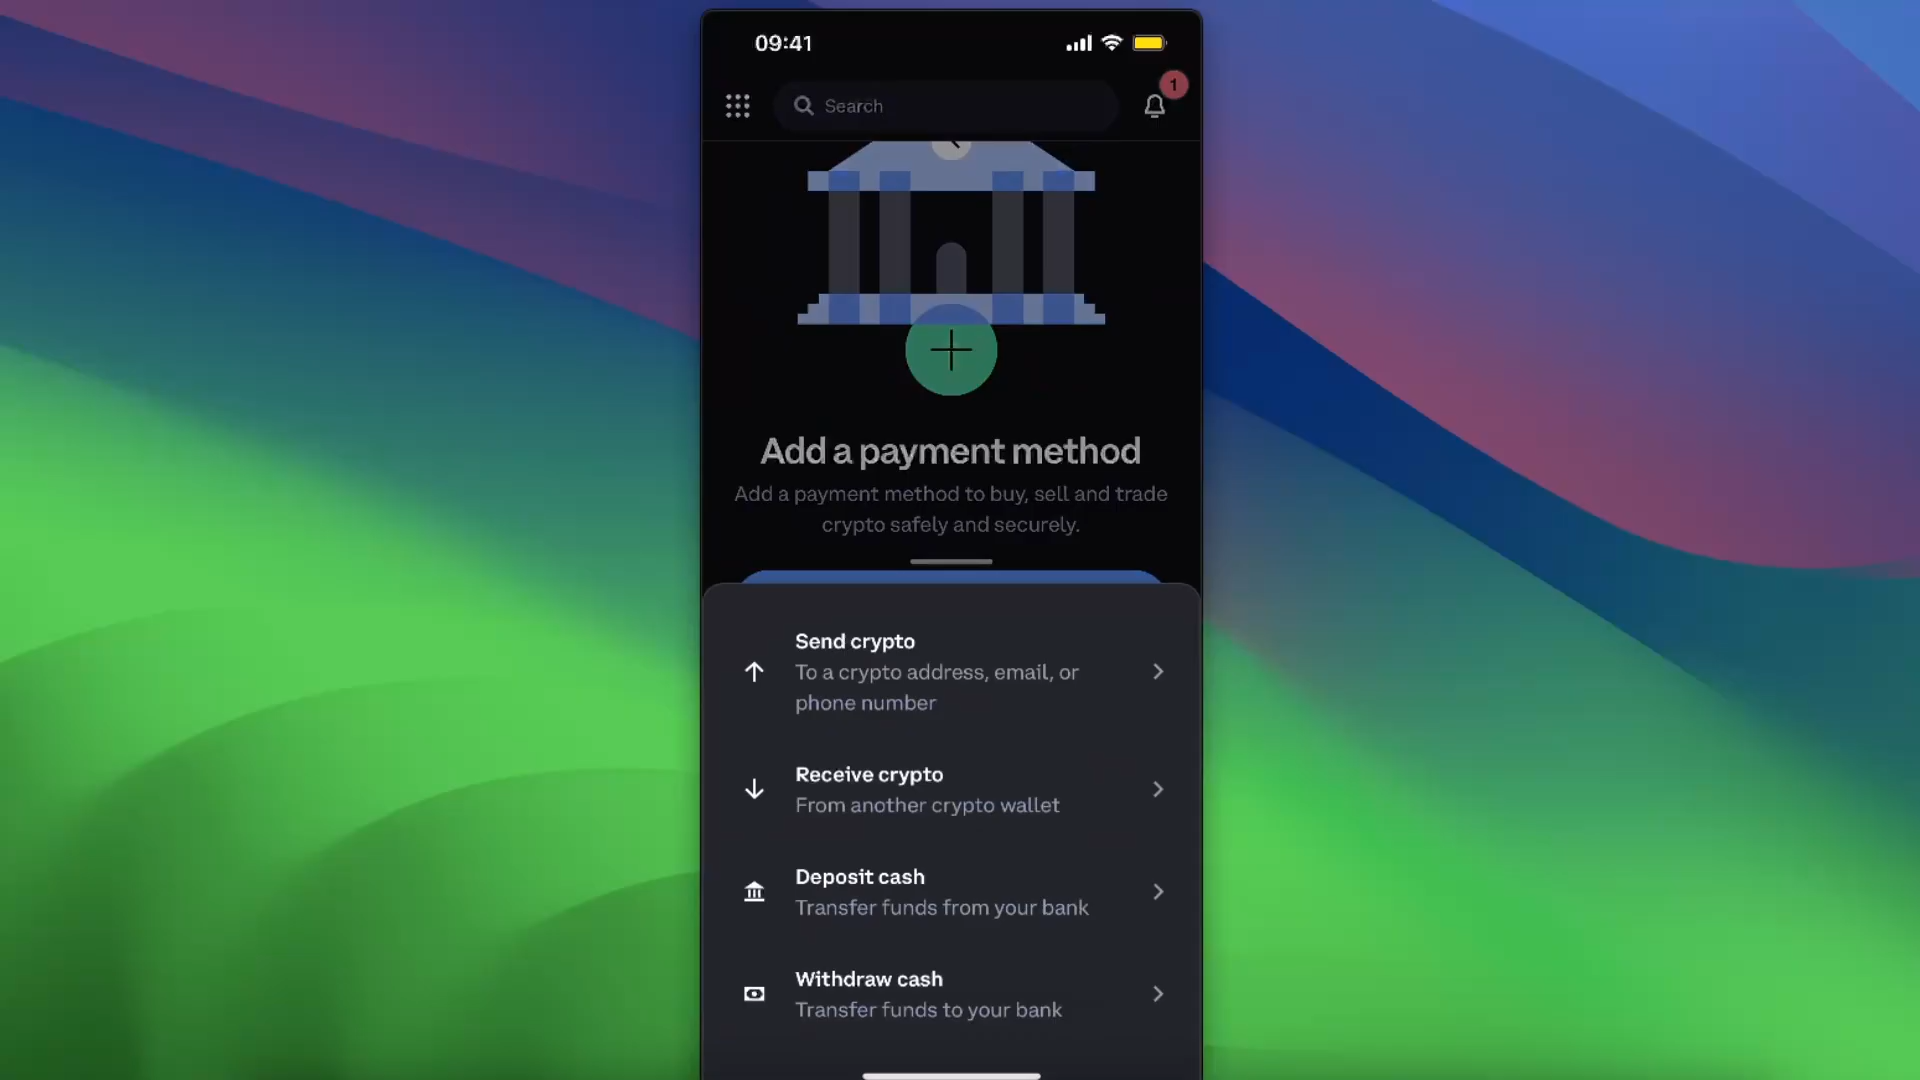 09:41
1
Search
Add a payment method
Add a payment method to buy, sell and trade
crypto safely and securely.
Send crypto
To a crypto address, email, or
phone number
Receive crypto
From another crypto wallet
Deposit cash
Transfer funds from your bank
Withdraw cash
Transfer funds to your bank